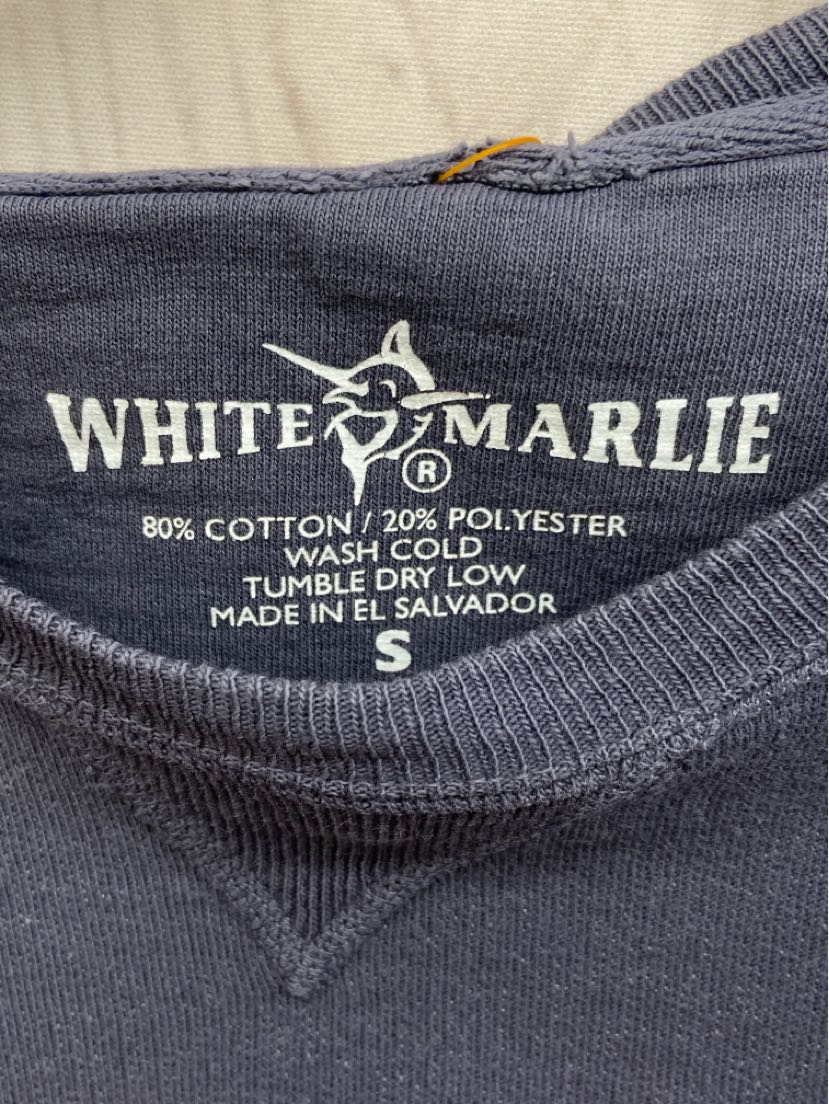 WHITE MARLIE
®
80% COTTON / 20% POLYESTER
WASH COLD
TUMBLE DRY LOW
MADE IN EL SALVADOR
S